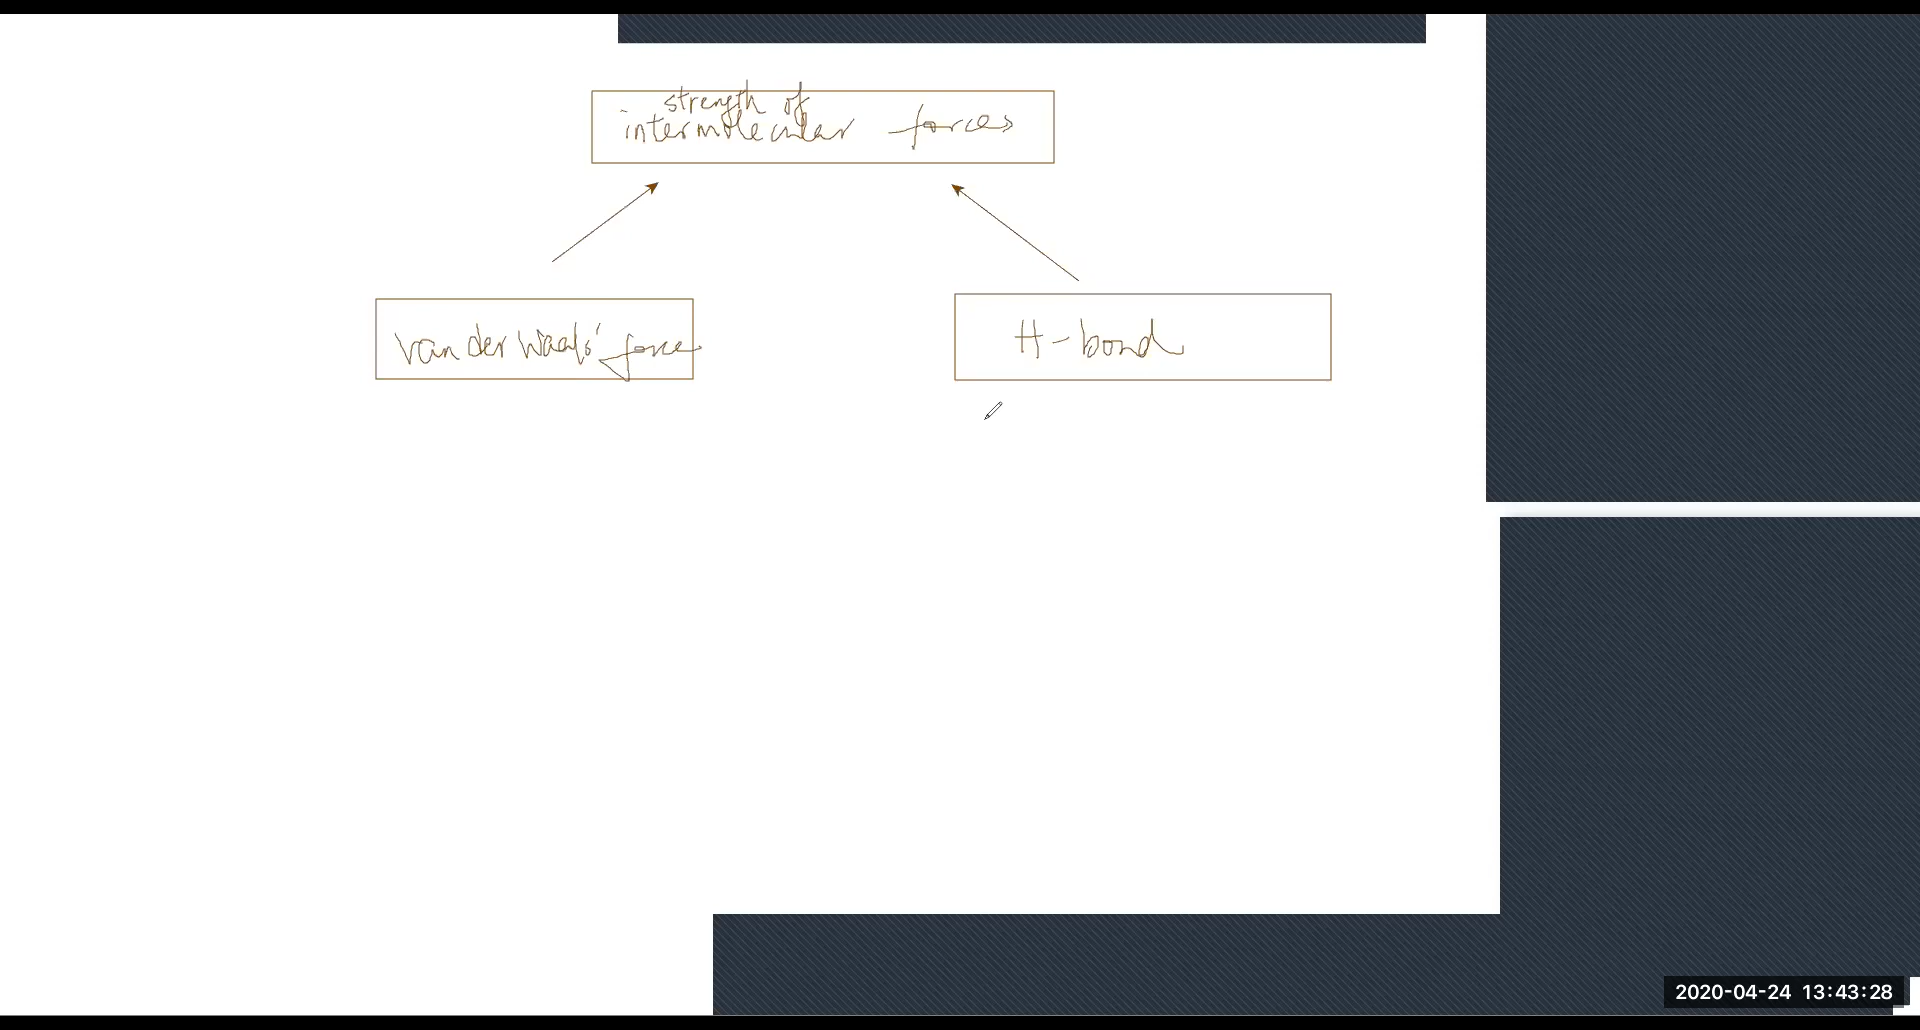 strength of
intermolecular forces
van der Waals' force
H-bond
2020-04-24 13:43:28